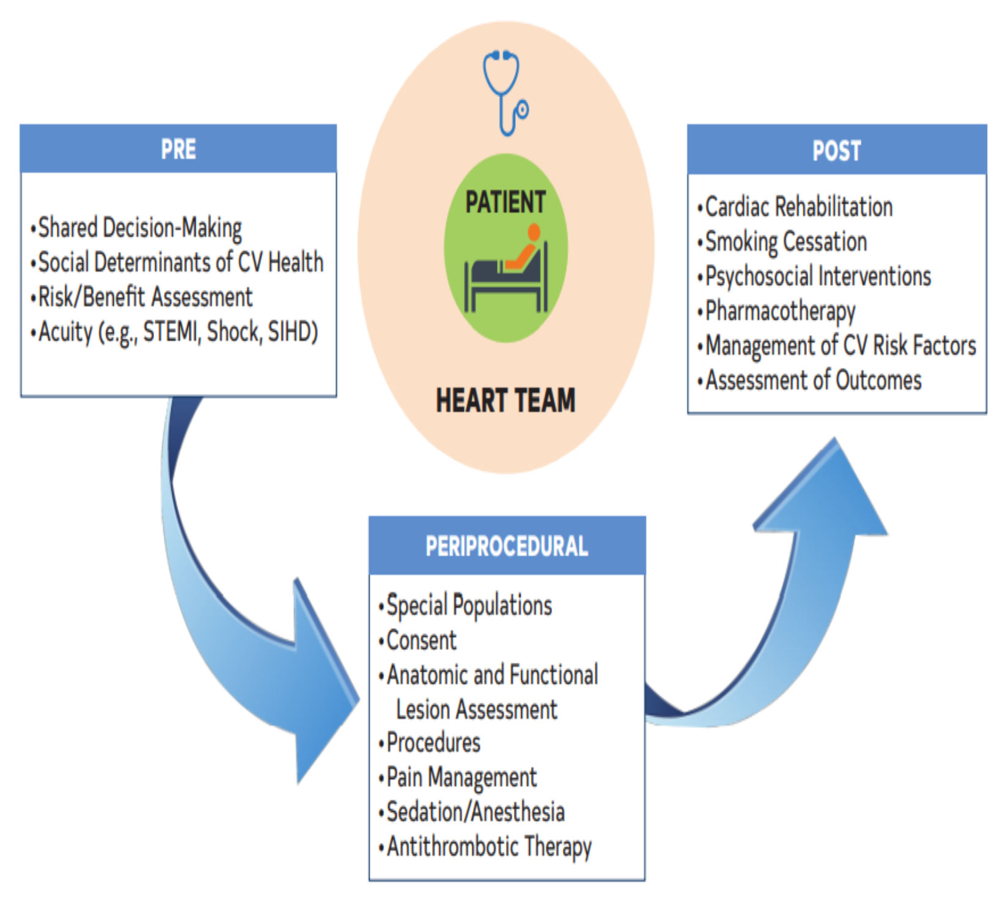 PRE
•Shared Decision-Making
•Social Determinants of CV Health
•Risk/Benefit Assessment
•Acuity (e.g., STEMI, Shock, SIHD)
PATIENT
HEART TEAM
POST
•Cardiac Rehabilitation
•Smoking Cessation
•Psychosocial Interventions
•Pharmacotherapy
•Management of CV Risk Factors
•Assessment of Outcomes
PERIPROCEDURAL
•Special Populations
•Consent
•Anatomic and Functional
Lesion Assessment
•Procedures
•Pain Management
•Sedation/Anesthesia
•Antithrombotic Therapy